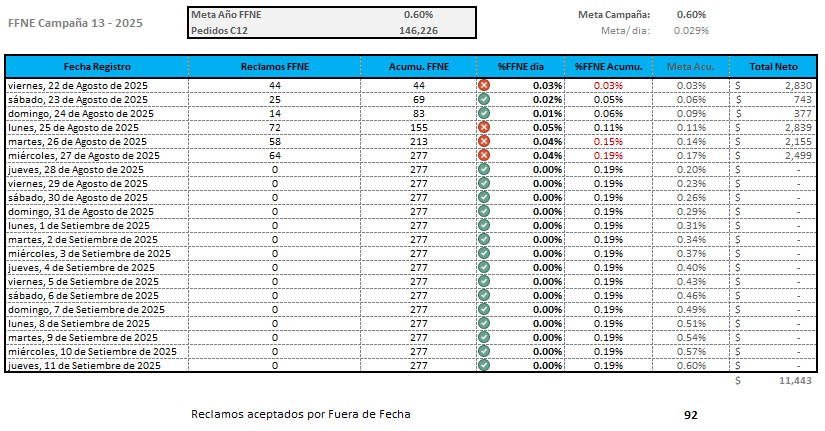 FFNE Campaña 13 - 2025
Meta Año FFNE 0.60%
Pedidos C12 146,226
Meta Campaña: 0.60%
Meta/ dia: 0.029%
Fecha Registro Reclamos FFNE Acumu. FFNE %FFNE dia %FFNE Acumu. Meta Acu. Total Neto
viernes, 22 de Agosto de 2025 44 44 0.03% 0.03% 0.03% $ 2,830
sábado, 23 de Agosto de 2025 25 69 0.02% 0.05% 0.06% $ 743
domingo, 24 de Agosto de 2025 14 83 0.01% 0.06% 0.09% $ 377
lunes, 25 de Agosto de 2025 72 155 0.05% 0.11% 0.11% $ 2,839
martes, 26 de Agosto de 2025 58 213 0.04% 0.15% 0.14% $ 2,155
miércoles, 27 de Agosto de 2025 64 277 0.04% 0.19% 0.17% $ 2,499
jueves, 28 de Agosto de 2025 0 277 0.00% 0.19% 0.20% $ -
viernes, 29 de Agosto de 2025 0 277 0.00% 0.19% 0.23% $ -
sábado, 30 de Agosto de 2025 0 277 0.00% 0.19% 0.26% $ -
domingo, 31 de Agosto de 2025 0 277 0.00% 0.19% 0.29% $ -
lunes, 1 de Setiembre de 2025 0 277 0.00% 0.19% 0.31% $ -
martes, 2 de Setiembre de 2025 0 277 0.00% 0.19% 0.34% $ -
miércoles, 3 de Setiembre de 2025 0 277 0.00% 0.19% 0.37% $ -
jueves, 4 de Setiembre de 2025 0 277 0.00% 0.19% 0.40% $ -
viernes, 5 de Setiembre de 2025 0 277 0.00% 0.19% 0.43% $ -
sábado, 6 de Setiembre de 2025 0 277 0.00% 0.19% 0.46% $ -
domingo, 7 de Setiembre de 2025 0 277 0.00% 0.19% 0.49% $ -
lunes, 8 de Setiembre de 2025 0 277 0.00% 0.19% 0.51% $ -
martes, 9 de Setiembre de 2025 0 277 0.00% 0.19% 0.54% $ -
miércoles, 10 de Setiembre de 2025 0 277 0.00% 0.19% 0.57% $ -
jueves, 11 de Setiembre de 2025 0 277 0.00% 0.19% 0.60% $ -
$ 11,443
Reclamos aceptados por Fuera de Fecha 92